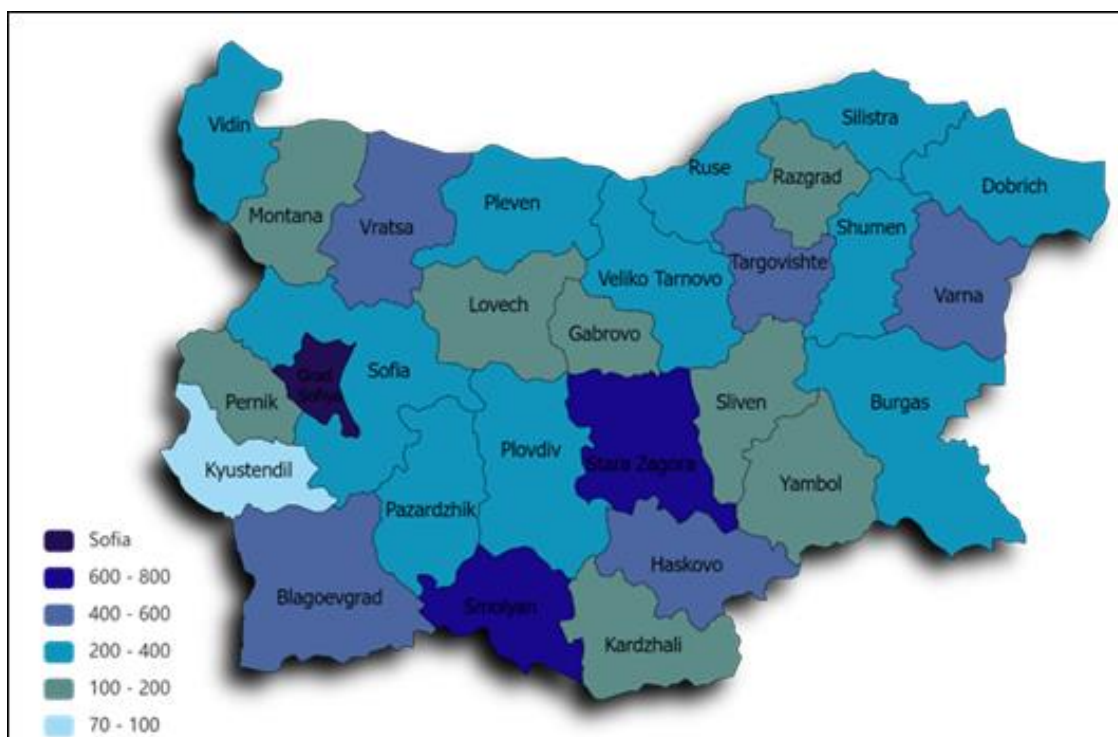 Vidin
Montana
Vratsa
Pleven
Ruse
Silistra
Razgrad
Dobrich
Shumen
Targovishte
Varna
Veliko Tarnovo
Lovech
Gabrovo
Grad
Sofija
Sofia
Pernik
Kyustendil
Pazardzhik
Plovdiv
Stara Zagora
Sliven
Burgas
Yambol
Haskovo
Blagoevgrad
Smolyan
Kardzhali
Sofia
600 - 800
400 - 600
200 - 400
100 - 200
70 - 100